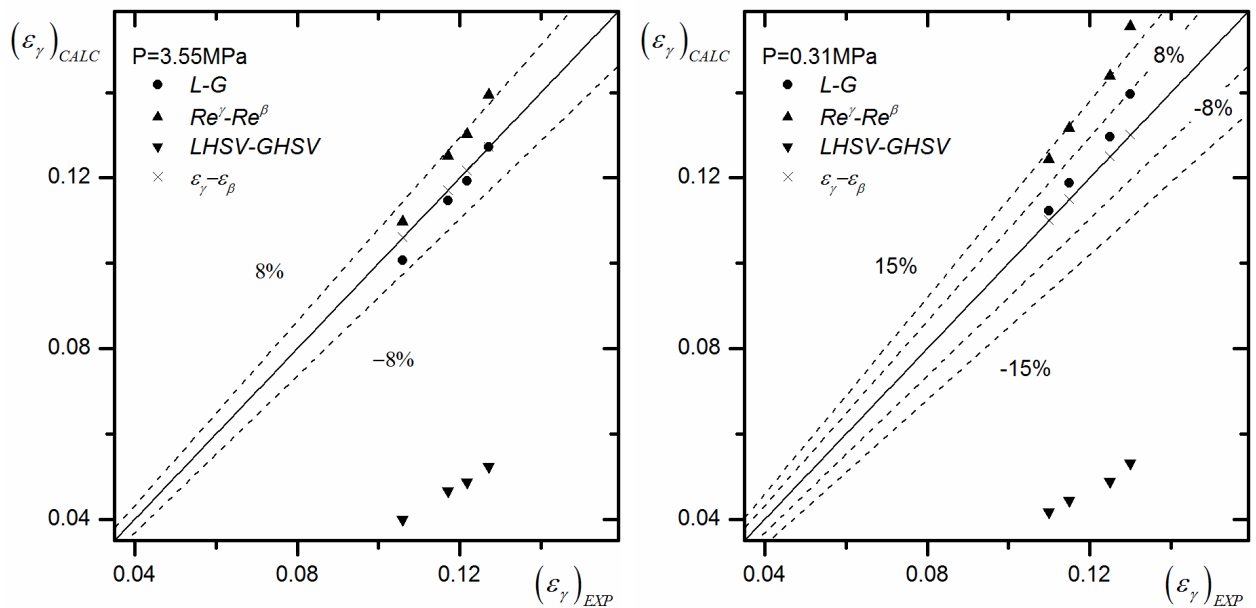 (εγ)CALC
P=3.55MPa
L-G
Reγ-Reβ
LHSV-GHSV
εγ−εβ
0.12
8%
0.08
−8%
0.04
0.04
0.08
0.12
(εγ)EXP
(εγ)CALC
P=0.31MPa
8%
L-G
-8%
Reγ-Reβ
LHSV-GHSV
εγ−εβ
0.12
15%
0.08
-15%
0.04
0.04
0.08
0.12
(εγ)EXP